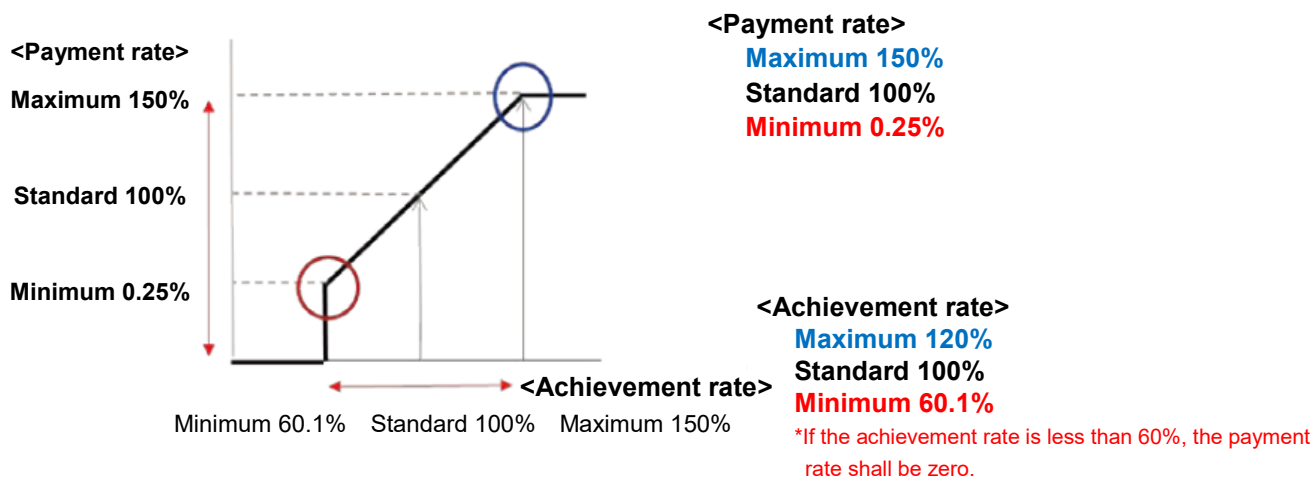 <Payment rate>
Maximum 150%
Standard 100%
Minimum 0.25%
<Achievement rate>
Minimum 60.1%
Standard 100%
Maximum 150%
<Payment rate>
Maximum 150%
Standard 100%
Minimum 0.25%
<Achievement rate>
Maximum 120%
Standard 100%
Minimum 60.1%
*If the achievement rate is less than 60%, the payment
rate shall be zero.